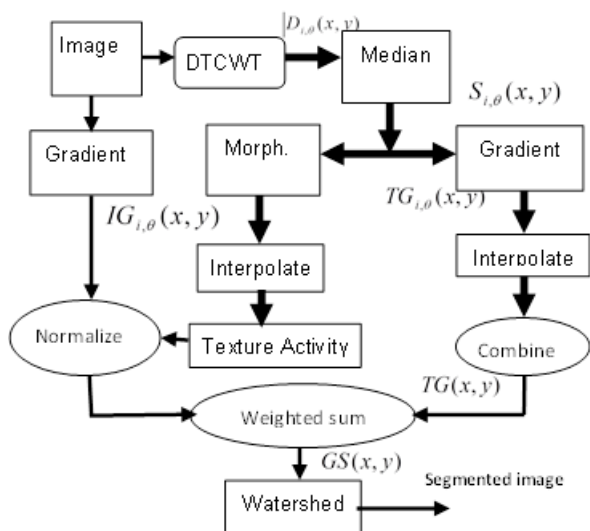 Image
DTCWT
|D_{i,θ}(x, y)
Median
S_{i,θ}(x, y)
Gradient
Morph.
Gradient
IG_{i,θ}(x, y)
TG_{i,θ}(x, y)
Interpolate
Interpolate
Normalize
Texture Activity
Combine
TG(x, y)
Weighted sum
GS(x, y)
Segmented image
Watershed